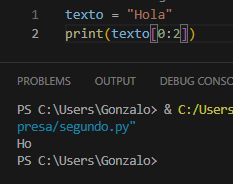 1 texto = "Hola"
2 print(texto[0:2])
PROBLEMS OUTPUT DEBUG CONSO
PS C:\Users\Gonzalo> & C:/Users
presa/segundo.py"
Ho
PS C:\Users\Gonzalo>